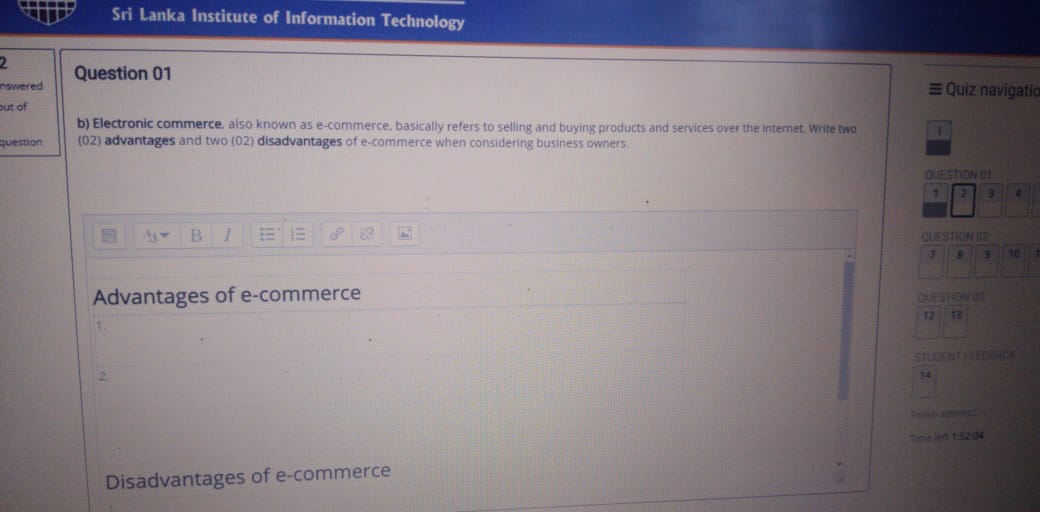 Sri Lanka Institute of Information Technology
2
nswered
out of
question
Question 01
b) Electronic commerce, also known as e-commerce, basically refers to selling and buying products and services over the Internet. Write two
(02) advantages and two (02) disadvantages of e-commerce when considering business owners.
B I
Advantages of e-commerce
1.
2.
Disadvantages of e-commerce
Quiz navigatio
i
QUESTION 01
1 2 3 4
QUESTION 02
7 8 9 10
QUESTION 03
12 13
STUDENT FEEDBACK
14
Finish attempt ...
Time left 1:52:04